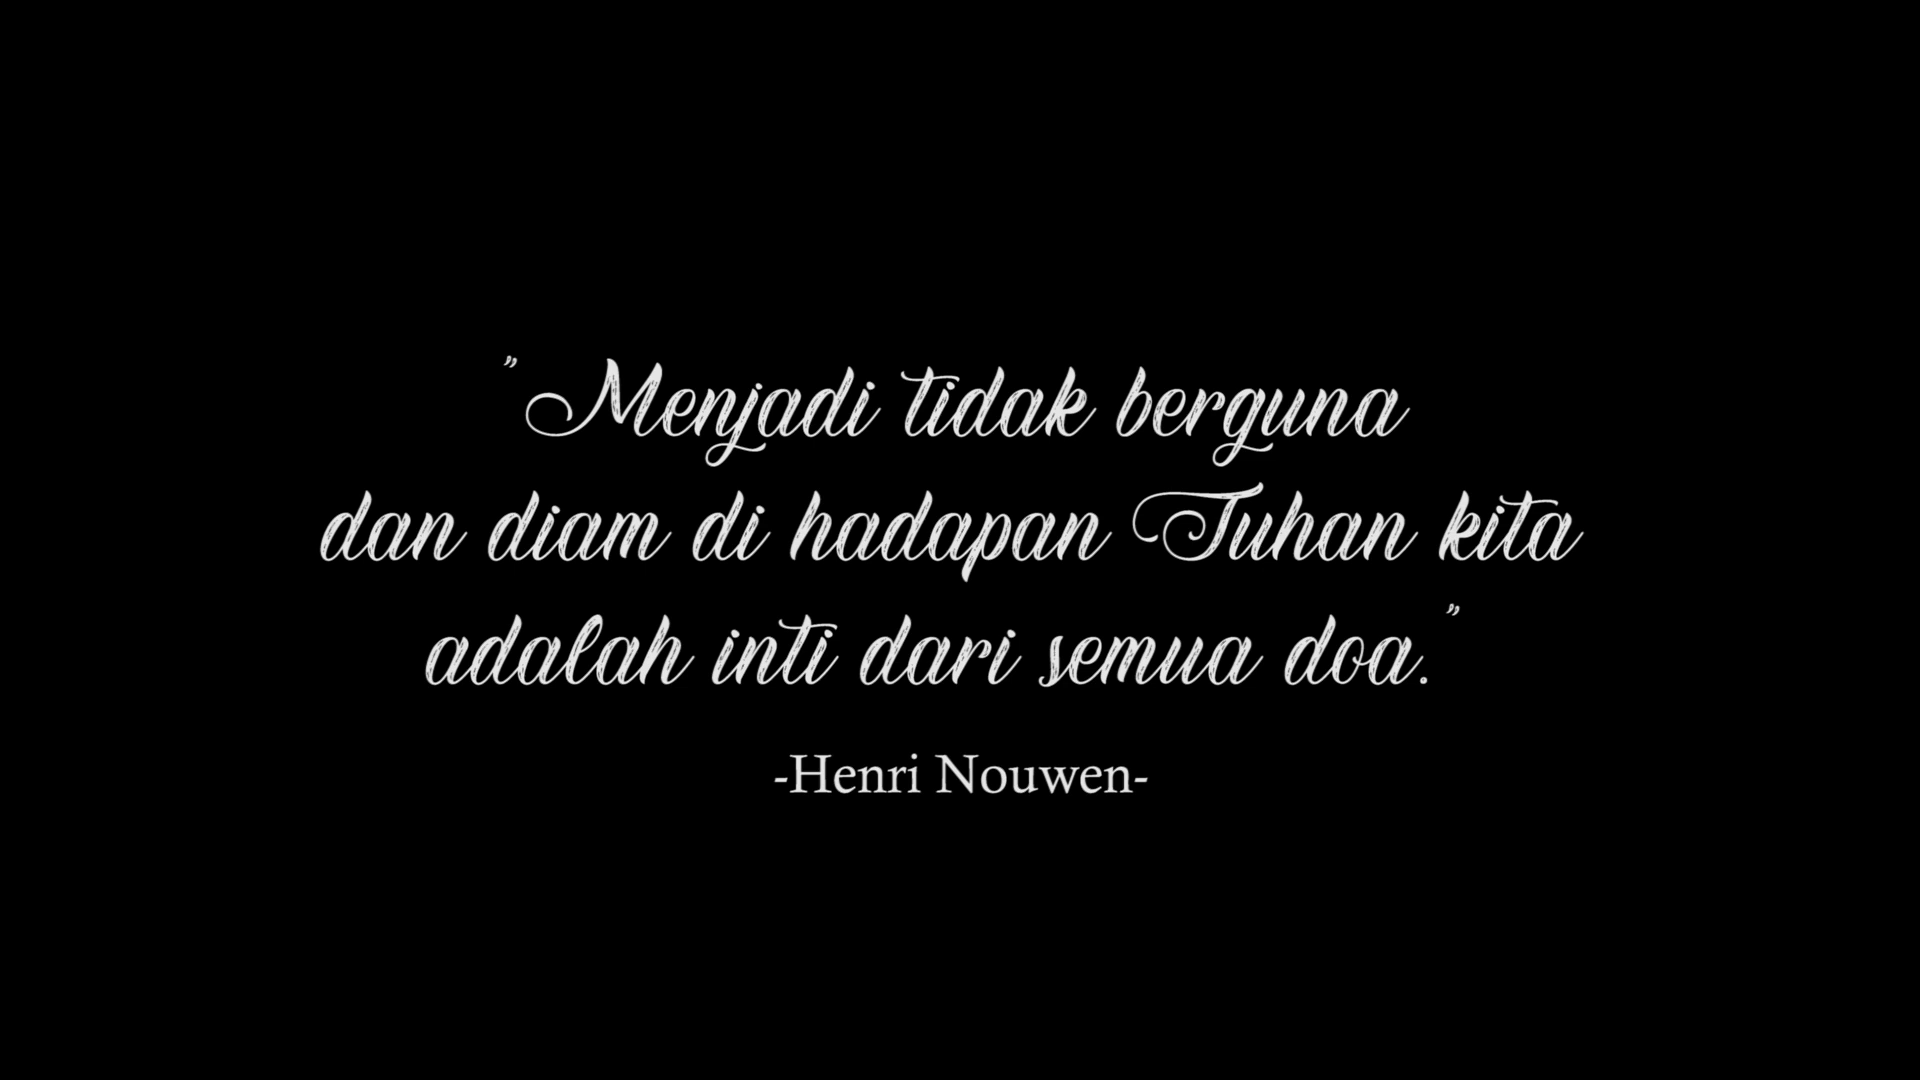 ”Menjadi tidak berguna
dan diam di hadapan Tuhan kita
adalah inti dari semua doa.”
-Henri Nouwen-